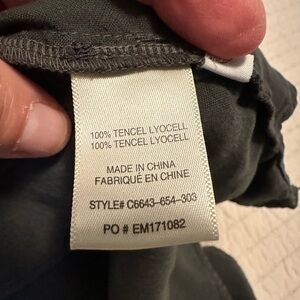 100% TENCEL LYOCELL
100% TENCEL LYOCELL
MADE IN CHINA
FABRIQUÉ EN CHINE
STYLE# C6643-654-303
PO # EM171082